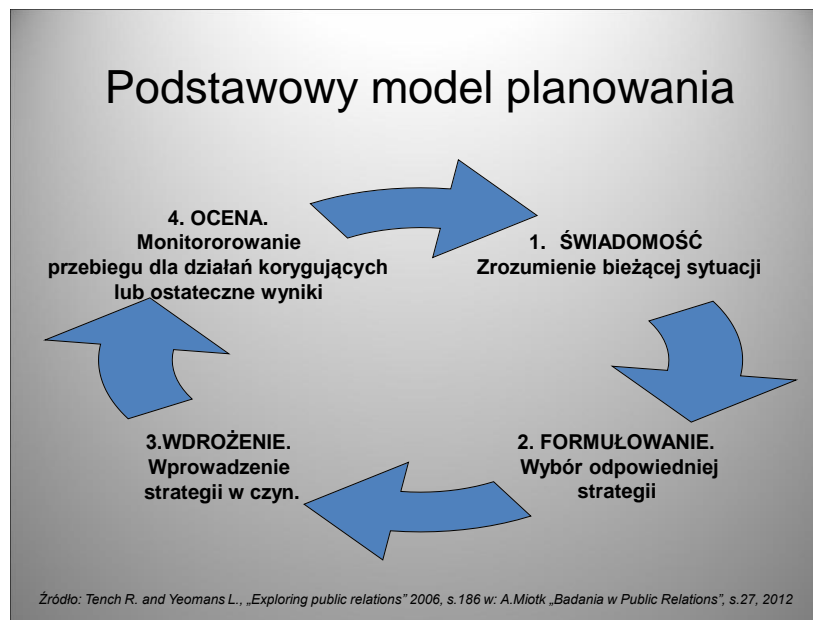 Podstawowy model planowania
4. OCENA.
Monitororowanie
przebiegu dla działań korygujących
lub ostateczne wyniki
1. ŚWIADOMOŚĆ
Zrozumienie bieżącej sytuacji
2. FORMUŁOWANIE.
Wybór odpowiedniej
strategii
3.WDROŻENIE.
Wprowadzenie
strategii w czyn.
Źródło: Tench R. and Yeomans L., „Exploring public relations” 2006, s.186 w: A.Miotk „Badania w Public Relations”, s.27, 2012